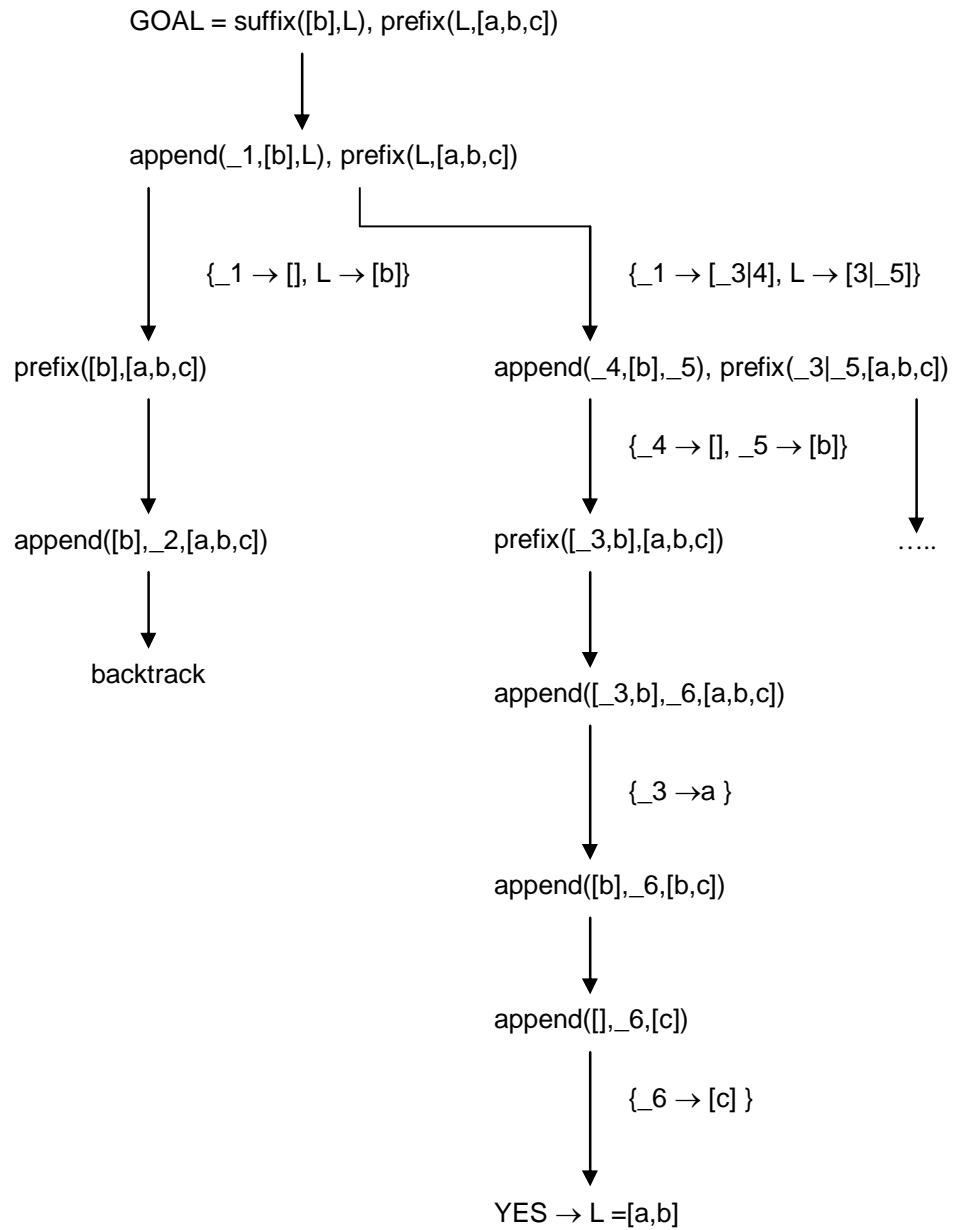 GOAL = suffix([b],L), prefix(L,[a,b,c])
append(_1,[b],L), prefix(L,[a,b,c])
{_1 → [], L → [b]}
{_1 → [_3|4], L → [3|_5]}
prefix([b],[a,b,c])
append(_4,[b],_5), prefix(_3|_5,[a,b,c])
{_4 → [], _5 → [b]}
append([b],_2,[a,b,c])
prefix([_3,b],[a,b,c])
…..
backtrack
append([_3,b],_6,[a,b,c])
{_3 →a }
append([b],_6,[b,c])
append([],_6,[c])
{_6 → [c] }
YES → L =[a,b]